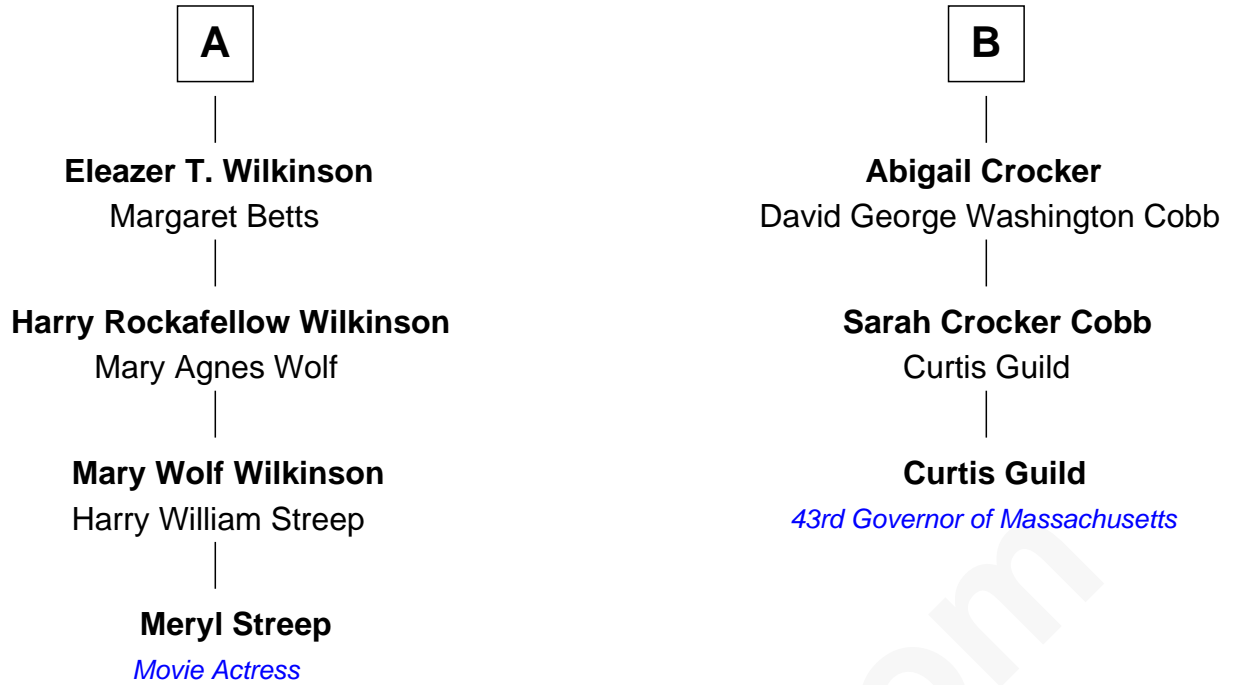 A
Eleazer T. Wilkinson
Margaret Betts
Harry Rockafellow Wilkinson
Mary Agnes Wolf
Mary Wolf Wilkinson
Harry William Streep
Meryl Streep
Movie Actress
B
Abigail Crocker
David George Washington Cobb
Sarah Crocker Cobb
Curtis Guild
Curtis Guild
43rd Governor of Massachusetts